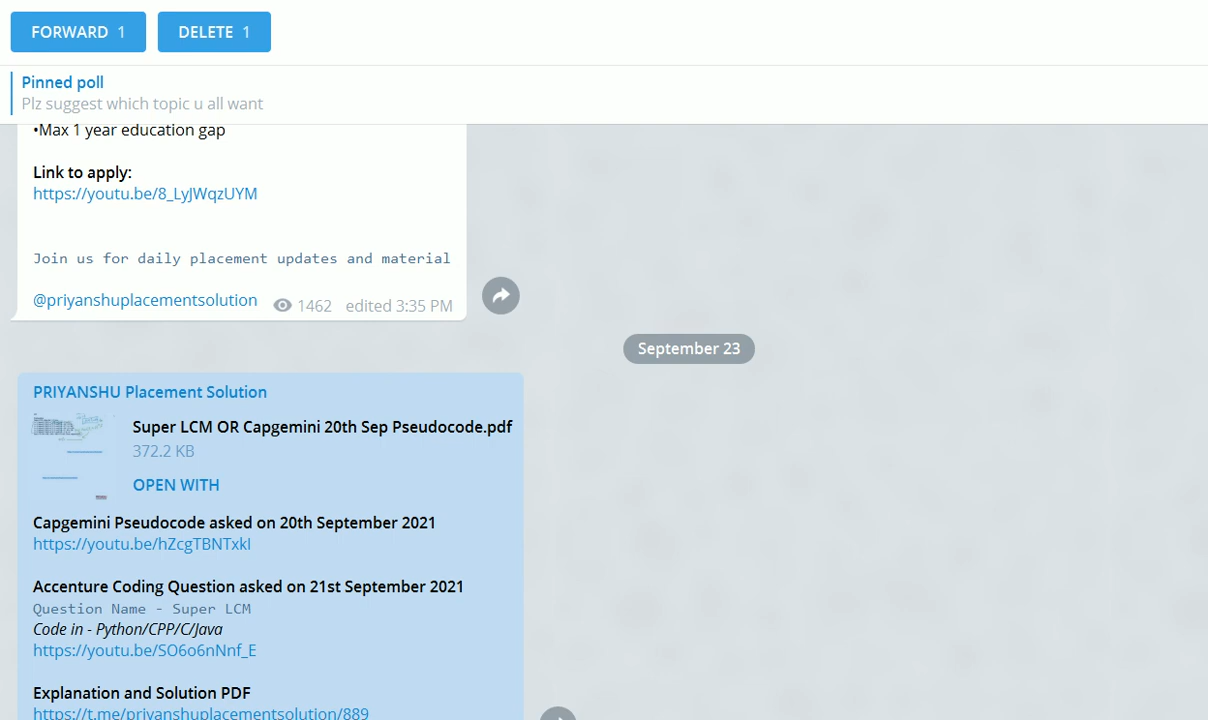 FORWARD 1 DELETE 1
Pinned poll
Plz suggest which topic u all want
•Max 1 year education gap
Link to apply:
https://youtu.be/8_LyJWqzUYM
Join us for daily placement updates and material
@priyanshuplacementsolution 1462 edited 3:35 PM
September 23
PRIYANSHU Placement Solution
Super LCM OR Capgemini 20th Sep Pseudocode.pdf
372.2 KB
OPEN WITH
Capgemini Pseudocode asked on 20th September 2021
https://youtu.be/hZcgTBNTxkI
Accenture Coding Question asked on 21st September 2021
Question Name - Super LCM
Code in - Python/CPP/C/Java
https://youtu.be/SO6o6nNnf_E
Explanation and Solution PDF
https://t.me/priyanshuplacementsolution/889